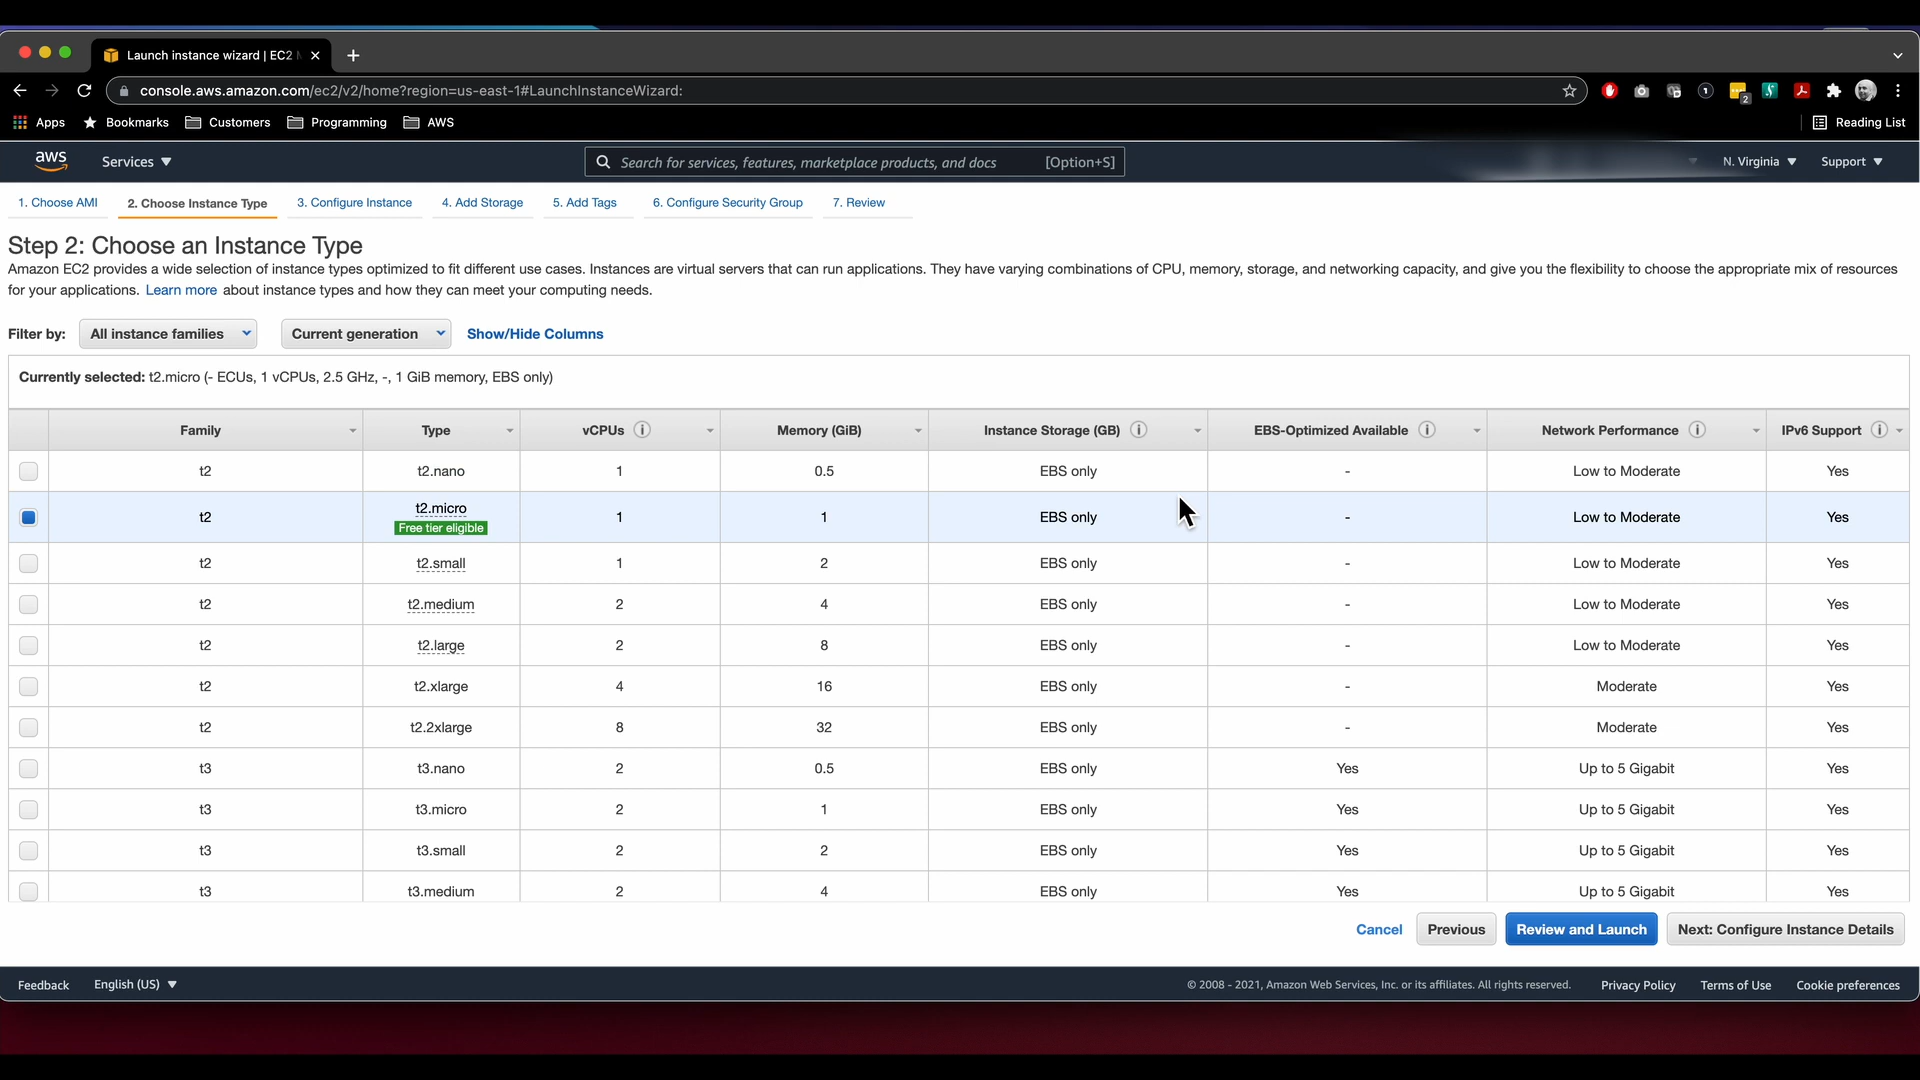 Launch instance wizard | EC2
console.aws.amazon.com/ec2/v2/home?region=us-east-1#LaunchInstanceWizard:
Apps Bookmarks Customers Programming AWS Reading List
aws Services Search for services, features, marketplace products, and docs [Option+S] N. Virginia Support
1. Choose AMI 2. Choose Instance Type 3. Configure Instance 4. Add Storage 5. Add Tags 6. Configure Security Group 7. Review
Step 2: Choose an Instance Type
Amazon EC2 provides a wide selection of instance types optimized to fit different use cases. Instances are virtual servers that can run applications. They have varying combinations of CPU, memory, storage, and networking capacity, and give you the flexibility to choose the appropriate mix of resources
for your applications. Learn more about instance types and how they can meet your computing needs.
Filter by: All instance families Current generation Show/Hide Columns
Currently selected: t2.micro (- ECUs, 1 vCPUs, 2.5 GHz, -, 1 GiB memory, EBS only)
Family Type vCPUs Memory (GiB) Instance Storage (GB) EBS-Optimized Available Network Performance IPv6 Support
t2 t2.nano 1 0.5 EBS only - Low to Moderate Yes
t2 t2.micro Free tier eligible 1 1 EBS only - Low to Moderate Yes
t2 t2.small 1 2 EBS only - Low to Moderate Yes
t2 t2.medium 2 4 EBS only - Low to Moderate Yes
t2 t2.large 2 8 EBS only - Low to Moderate Yes
t2 t2.xlarge 4 16 EBS only - Moderate Yes
t2 t2.2xlarge 8 32 EBS only - Moderate Yes
t3 t3.nano 2 0.5 EBS only Yes Up to 5 Gigabit Yes
t3 t3.micro 2 1 EBS only Yes Up to 5 Gigabit Yes
t3 t3.small 2 2 EBS only Yes Up to 5 Gigabit Yes
t3 t3.medium 2 4 EBS only Yes Up to 5 Gigabit Yes
Cancel Previous Review and Launch Next: Configure Instance Details
Feedback English (US) © 2008 - 2021, Amazon Web Services, Inc. or its affiliates. All rights reserved. Privacy Policy Terms of Use Cookie preferences